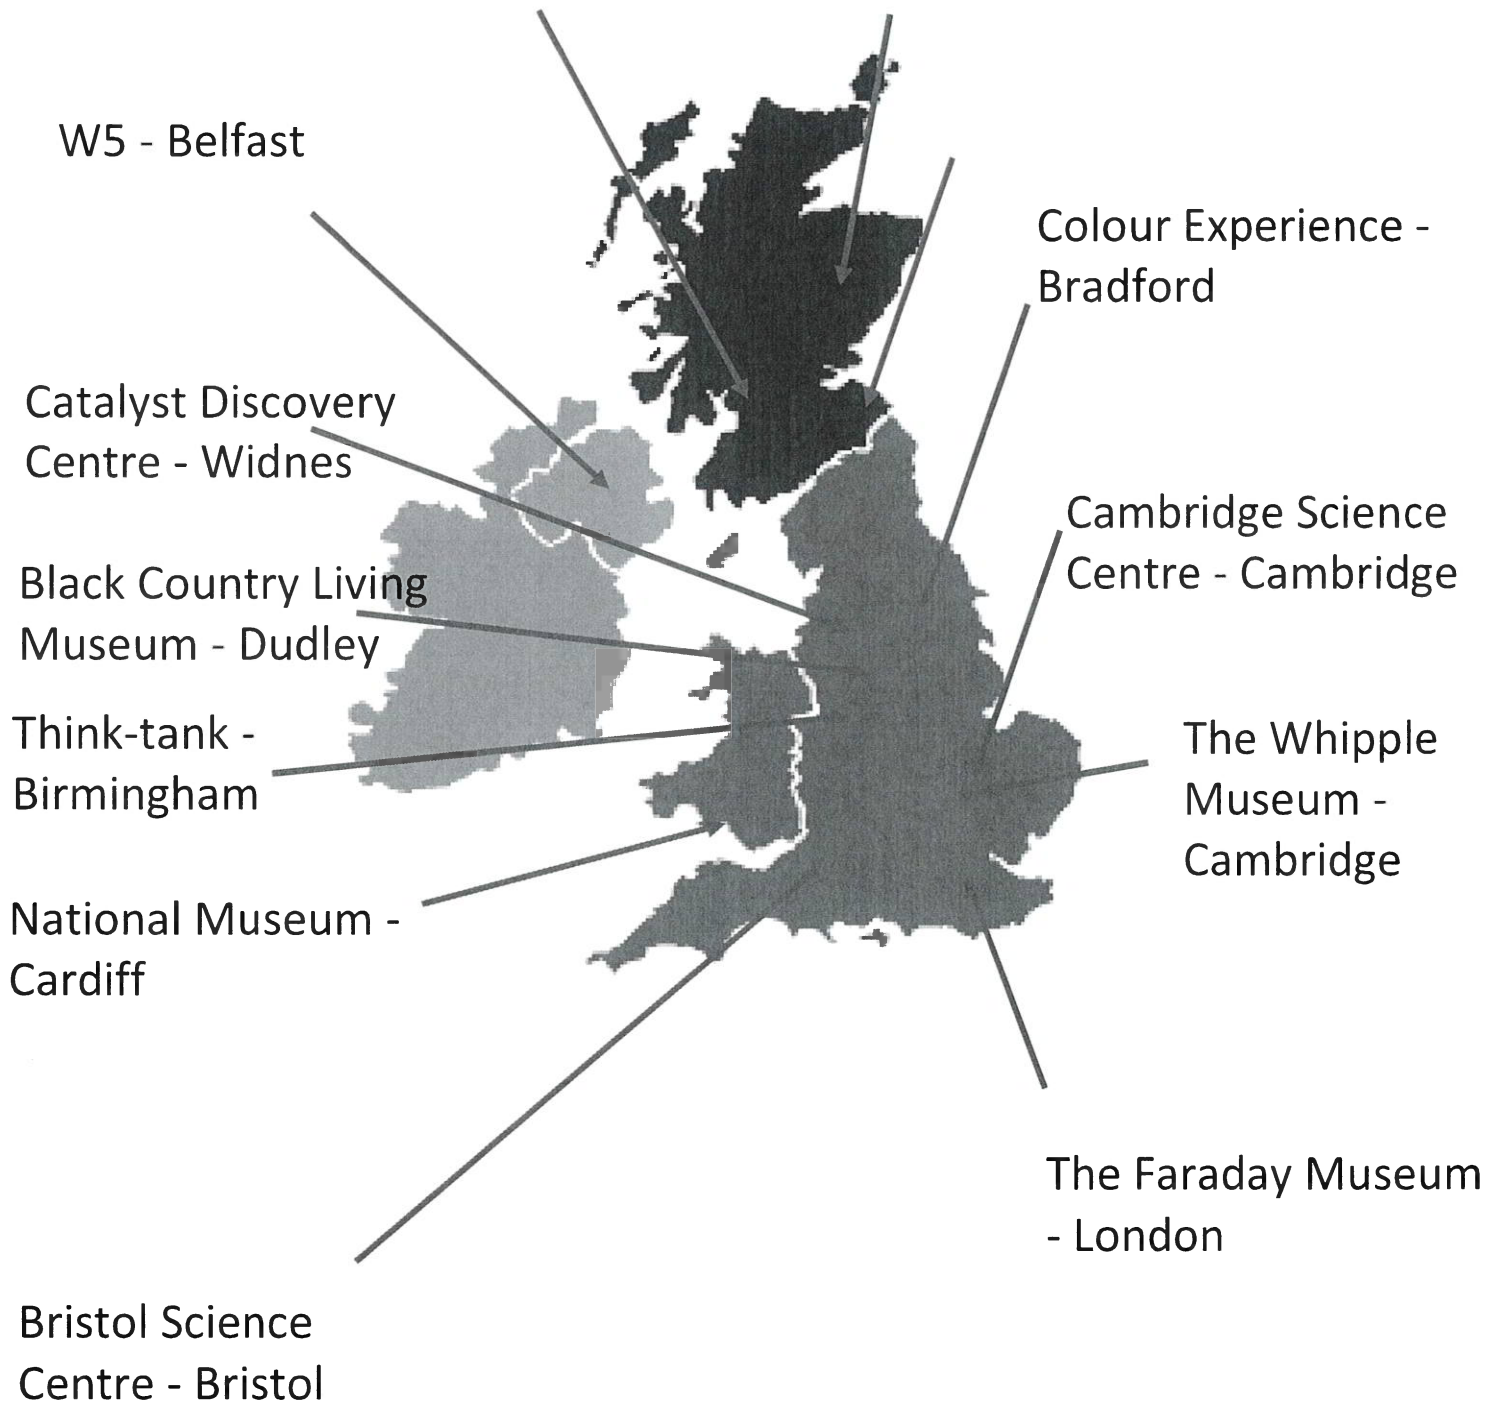 W5 - Belfast
Colour Experience -
Bradford
Catalyst Discovery
Centre - Widnes
Cambridge Science
Centre - Cambridge
Black Country Living
Museum - Dudley
Think-tank -
Birmingham
The Whipple
Museum -
Cambridge
National Museum -
Cardiff
The Faraday Museum
- London
Bristol Science
Centre - Bristol